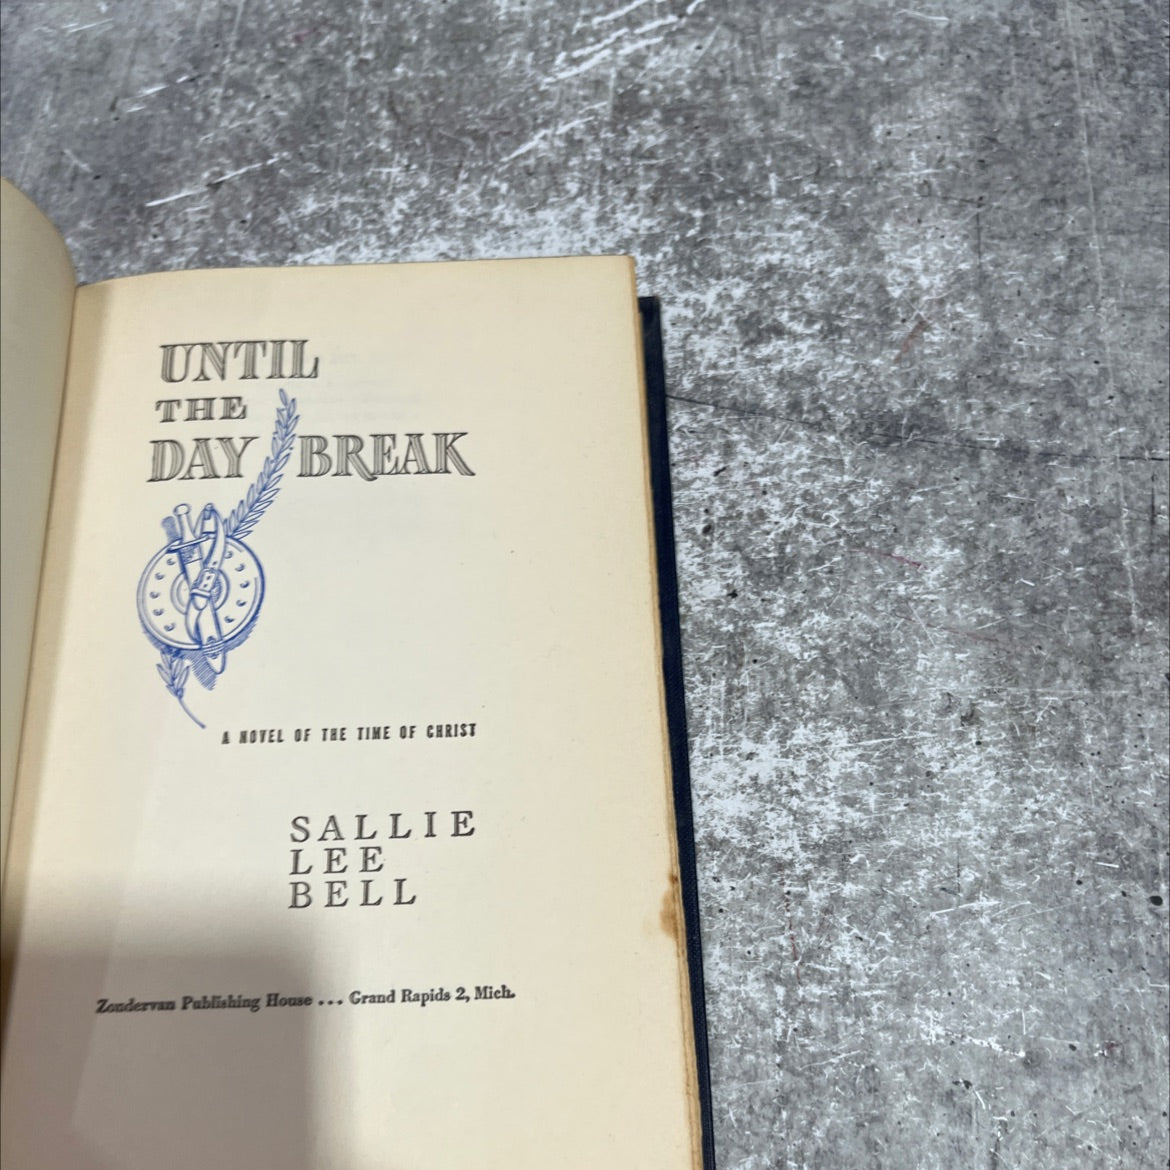 UNTIL
THE
DAY BREAK
A NOVEL OF THE TIME OF CHRIST
SALLIE
LEE
BELL
Zondervan Publishing House ... Grand Rapids 2, Mich.